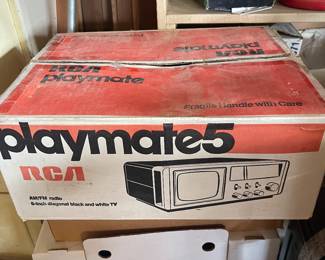 playmate
RCA
RCA
playmate
Fragile Handle with Care
playmate5
RCA
AM/FM radio
5-inch diagonal black and white TV